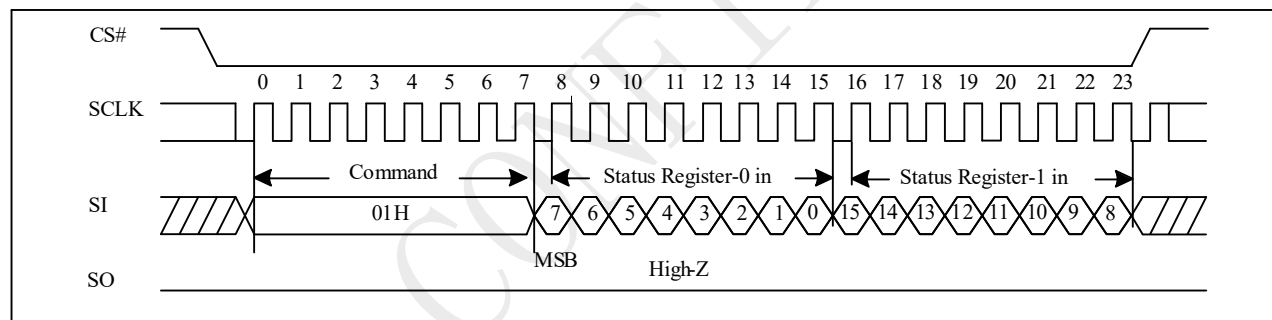 CS#
0 1 2 3 4 5 6 7 8 9 10 11 12 13 14 15 16 17 18 19 20 21 22 23
SCLK
Command Status Register-0 in Status Register-1 in
SI 01H 7 6 5 4 3 2 1 0 15 14 13 12 11 10 9 8
MSB High-Z
SO